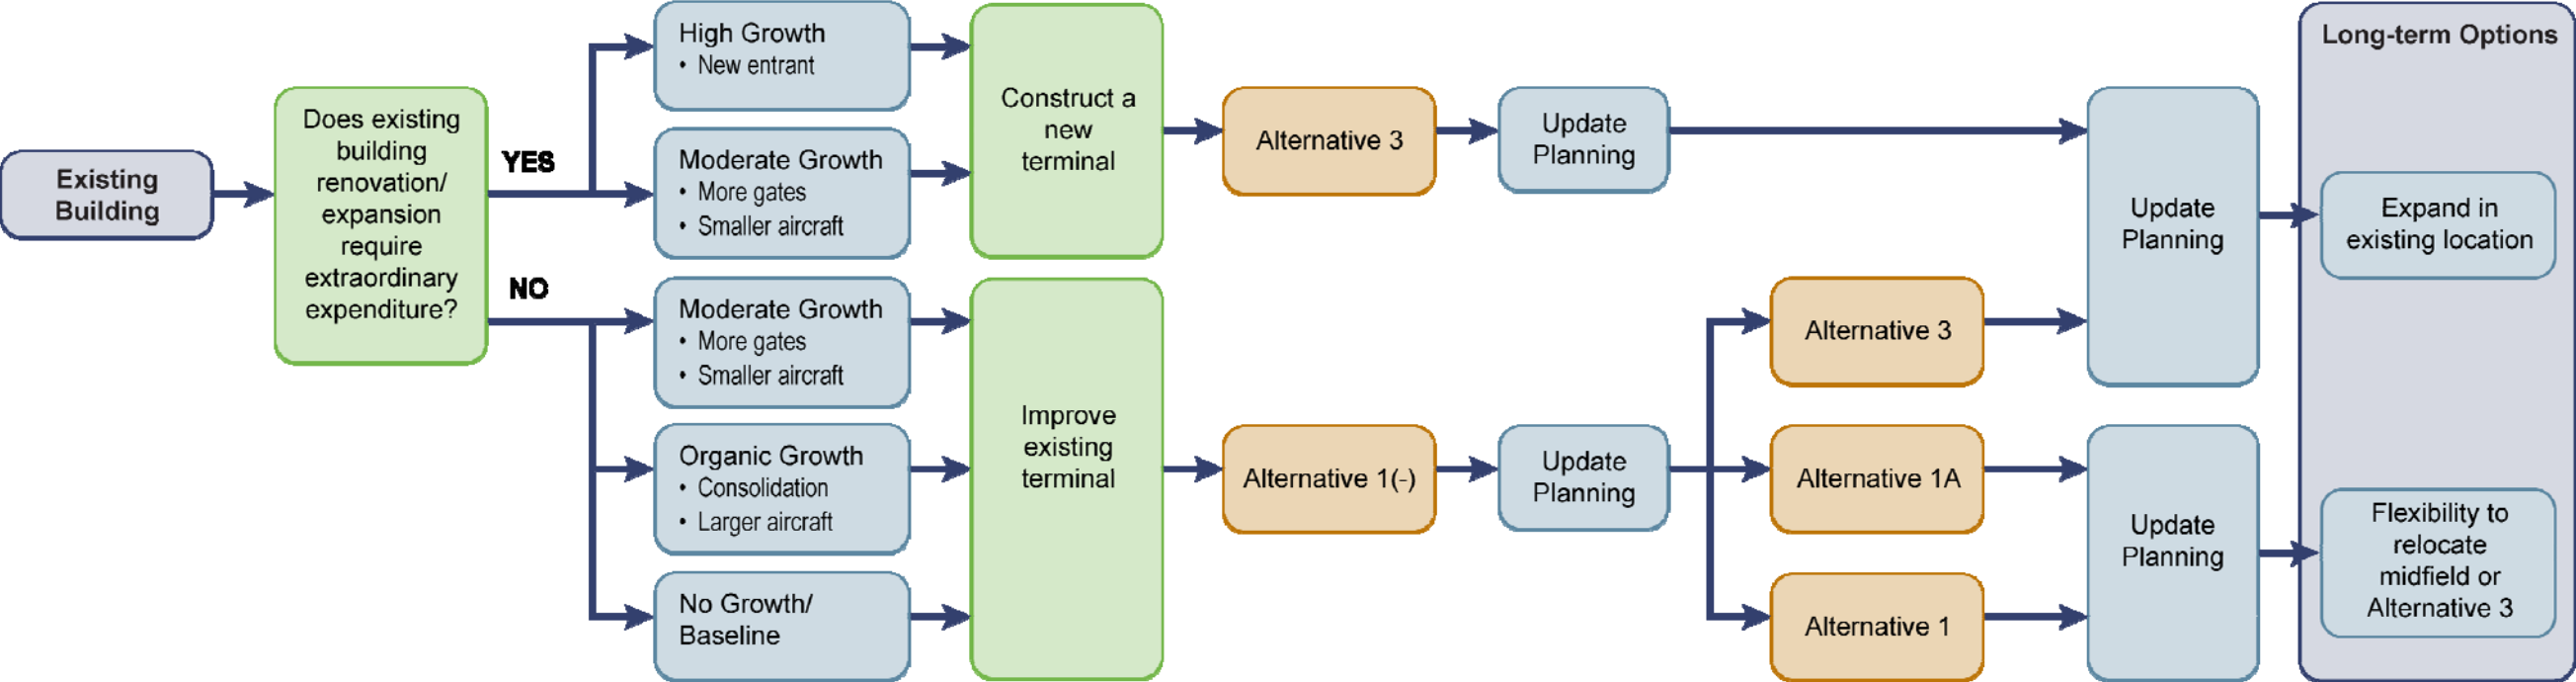 Existing
Building
Does existing
building
renovation/
expansion
require
extraordinary
expenditure?
YES
NO
High Growth
• New entrant
Moderate Growth
• More gates
• Smaller aircraft
Moderate Growth
• More gates
• Smaller aircraft
Organic Growth
• Consolidation
• Larger aircraft
No Growth/
Baseline
Construct a
new
terminal
Improve
existing
terminal
Alternative 3
Alternative 1(-)
Update
Planning
Update
Planning
Alternative 3
Alternative 1A
Alternative 1
Update
Planning
Update
Planning
Long-term Options
Expand in
existing location
Flexibility to
relocate
midfield or
Alternative 3